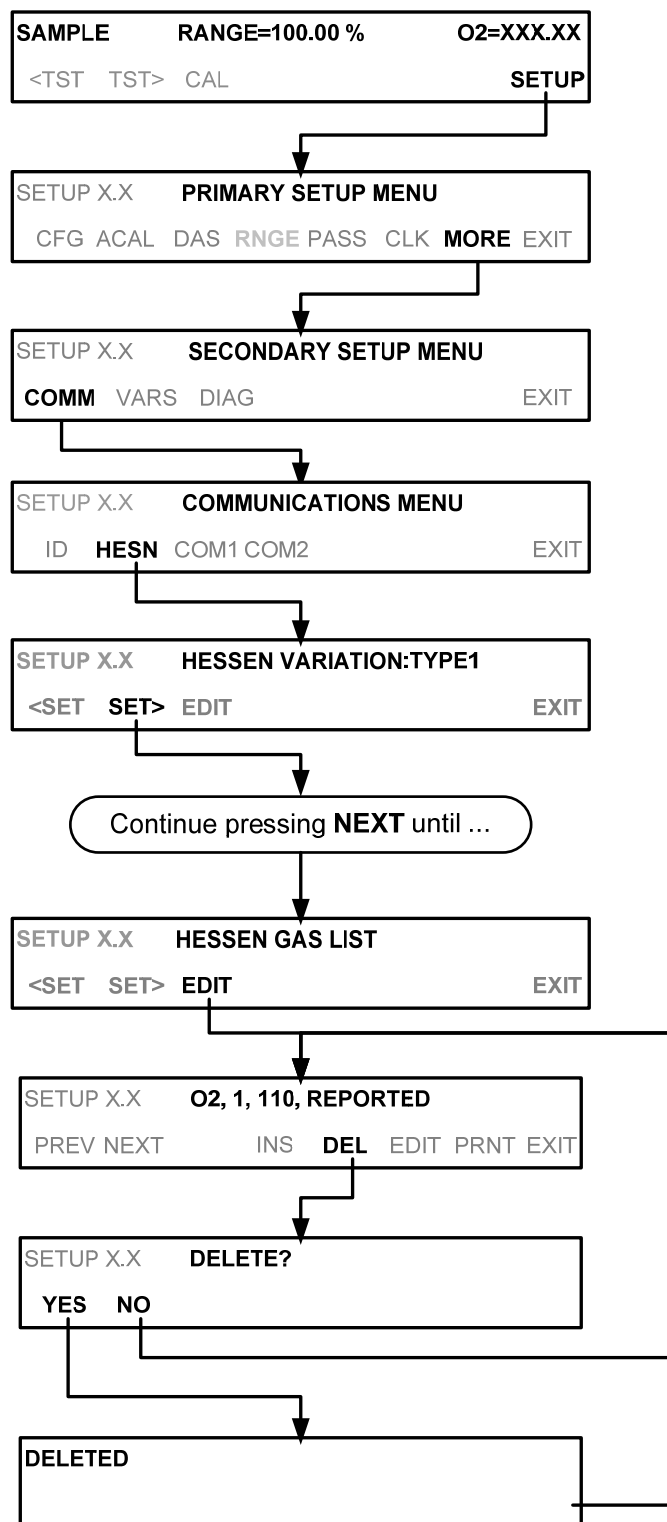 SAMPLE RANGE=100.00 % O2=XXX.XX
<TST TST> CAL SETUP
SETUP X.X PRIMARY SETUP MENU
CFG ACAL DAS RNGE PASS CLK MORE EXIT
SETUP X.X SECONDARY SETUP MENU
COMM VARS DIAG EXIT
SETUP X.X COMMUNICATIONS MENU
ID HESN COM1 COM2 EXIT
SETUP X.X HESSEN VARIATION:TYPE1
<SET SET> EDIT EXIT
Continue pressing NEXT until ...
SETUP X.X HESSEN GAS LIST
<SET SET> EDIT EXIT
SETUP X.X O2, 1, 110, REPORTED
PREV NEXT INS DEL EDIT PRNT EXIT
SETUP X.X DELETE?
YES NO
DELETED